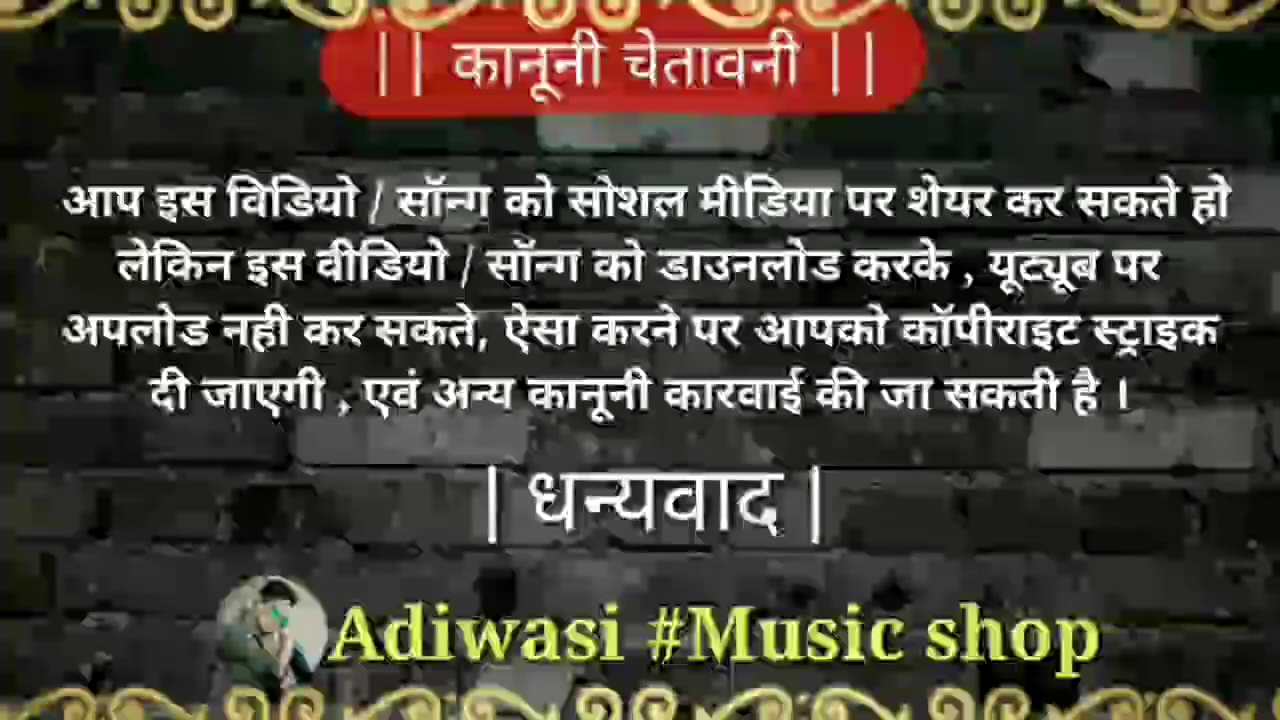 || कानूनी चेतावनी ||
आप इस विडियो / सॉन्ग को सोशल मीडिया पर शेयर कर सकते हो
लेकिन इस वीडियो / सॉन्ग को डाउनलोड करके , यूट्यूब पर
अपलोड नही कर सकते, ऐसा करने पर आपको कॉपीराइट स्ट्राइक
दी जाएगी , एवं अन्य कानूनी कारवाई की जा सकती है ।
| धन्यवाद |
Adiwasi #Music shop